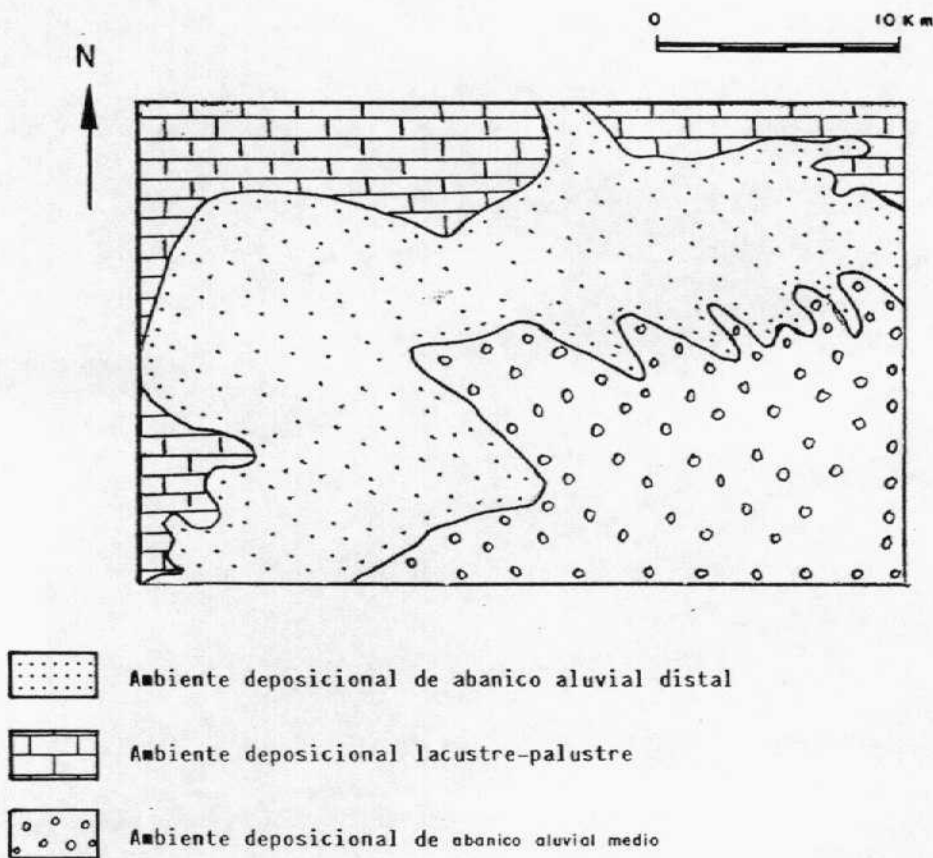 0 10 Km
N
Ambiente deposicional de abanico aluvial distal
Ambiente deposicional lacustre-palustre
Ambiente deposicional de abanico aluvial medio